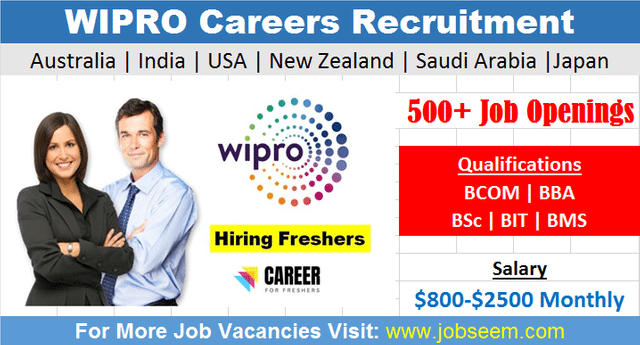 WIPRO Careers Recruitment
Australia | India | USA | New Zealand | Saudi Arabia |Japan
wipro
Hiring Freshers
CAREER
FOR FRESHERS
500+ Job Openings
Qualifications
BCOM | BBA
BSc | BIT | BMS
Salary
$800-$2500 Monthly
For More Job Vacancies Visit: www.jobseem.com